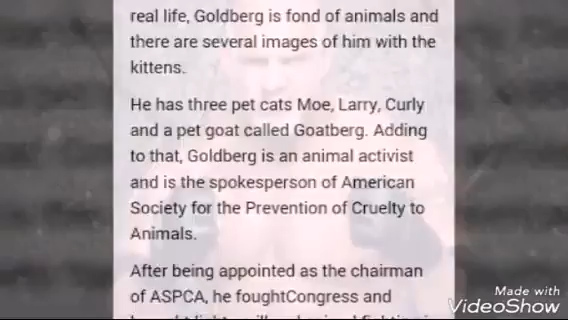 real life, Goldberg is fond of animals and
there are several images of him with the
kittens.
He has three pet cats Moe, Larry, Curly
and a pet goat called Goatberg. Adding
to that, Goldberg is an animal activist
and is the spokesperson of American
Society for the Prevention of Cruelty to
Animals.
After being appointed as the chairman
of ASPCA, he foughtCongress and
Made with
VideoShow